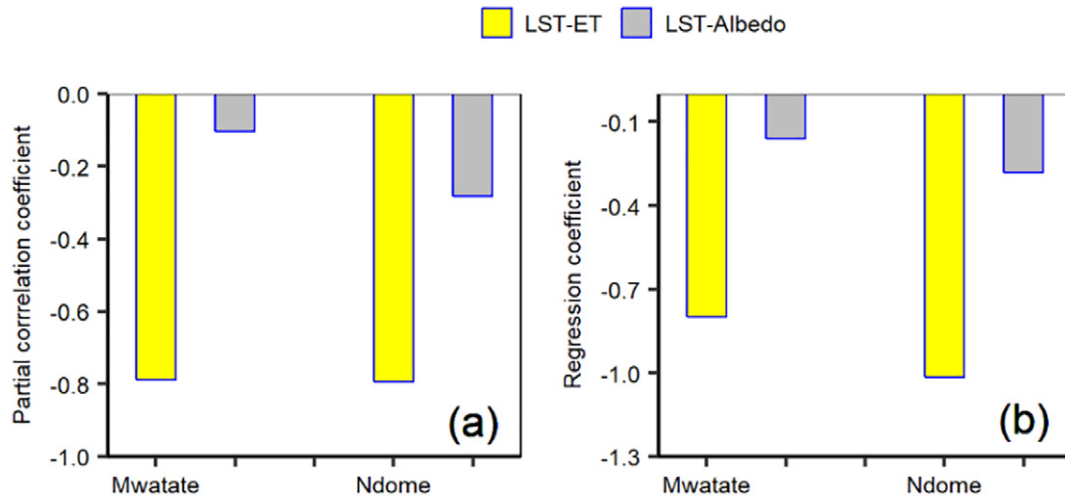 LST-ET LST-Albedo
Partial corrrelation coefficient
0.0
-0.2
-0.4
-0.6
-0.8
-1.0
Mwatate Ndome
(a)
Regression coefficient
-0.1
-0.4
-0.7
-1.0
-1.3
Mwatate Ndome
(b)